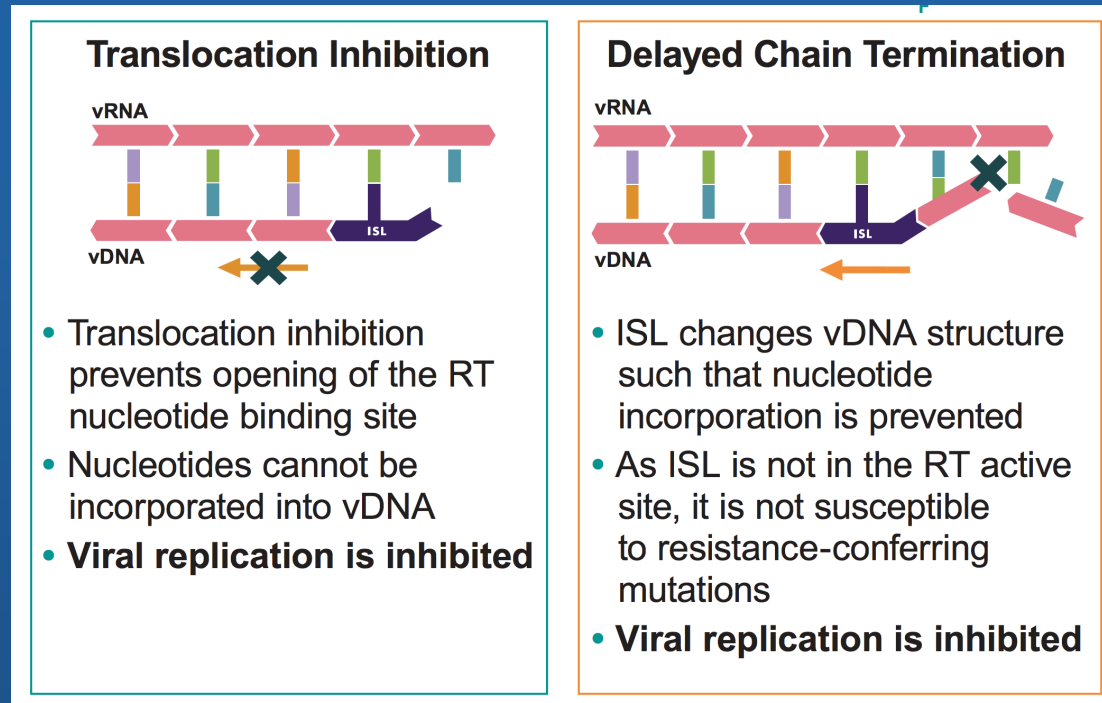 Translocation Inhibition
vRNA
ISL
vDNA
• Translocation inhibition
prevents opening of the RT
nucleotide binding site
• Nucleotides cannot be
incorporated into vDNA
• Viral replication is inhibited
Delayed Chain Termination
vRNA
ISL
vDNA
• ISL changes vDNA structure
such that nucleotide
incorporation is prevented
• As ISL is not in the RT active
site, it is not susceptible
to resistance-conferring
mutations
• Viral replication is inhibited